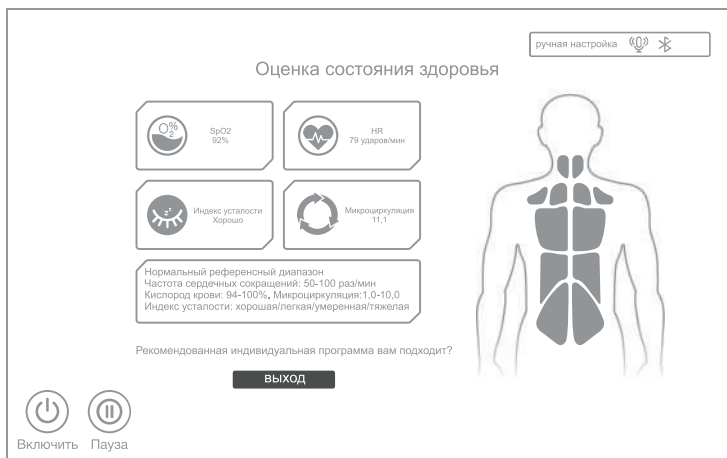 ручная настройка
Оценка состояния здоровья
O₂%
SpO2
92%
HR
79 ударов/мин
z z
Индекс усталости
Хорошо
Микроциркуляция
11.1
Нормальный референсный диапазон
Частота сердечных сокращений: 50-100 раз/мин
Кислород крови: 94-100%, Микроциркуляция:1,0-10,0
Индекс усталости: хорошая/легкая/умеренная/тяжелая
Рекомендованная индивидуальная программа вам подходит?
ВЫХОД
Включить
Пауза